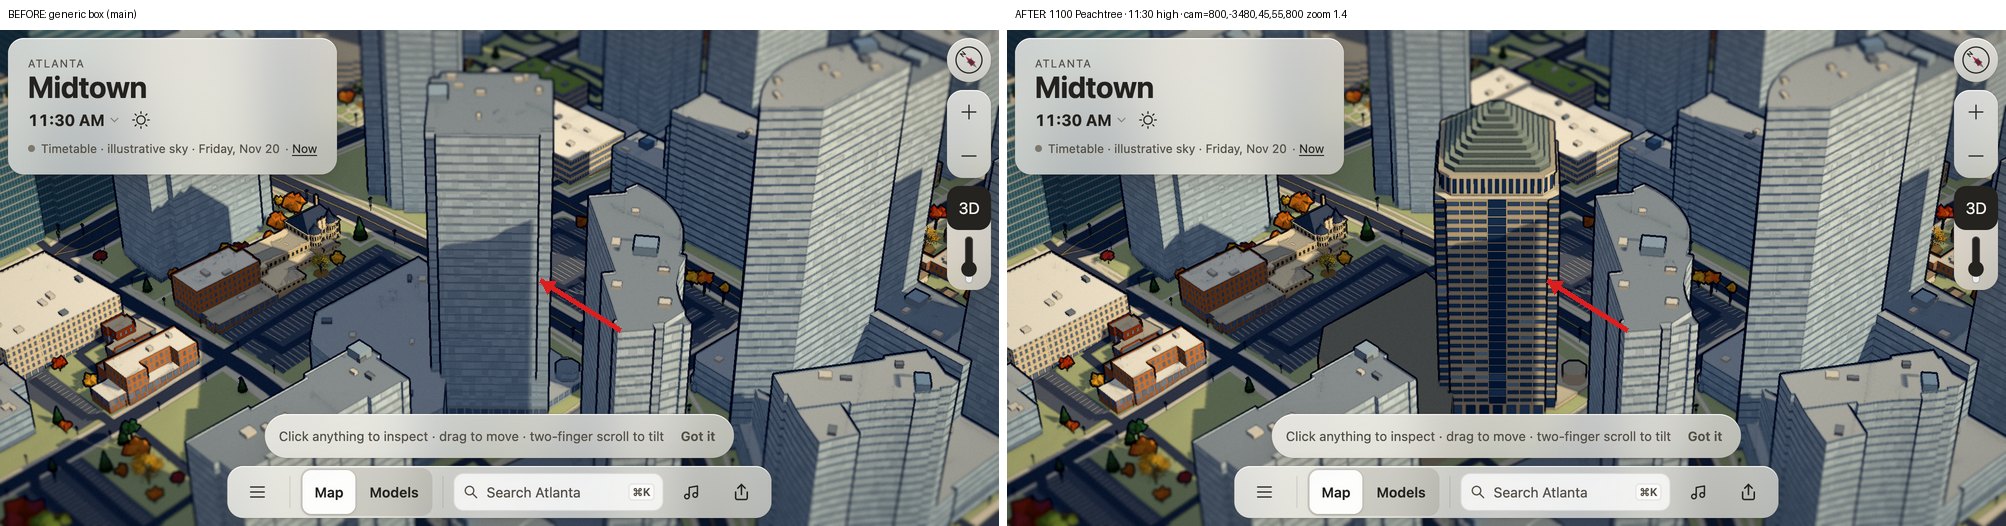 BEFORE: generic box (main)
ATLANTA
Midtown
11:30 AM
Timetable · illustrative sky · Friday, Nov 20 · Now
N
3D
Click anything to inspect · drag to move · two-finger scroll to tilt Got it
Map Models Search Atlanta ⌘K
AFTER: 1100 Peachtree · 11:30 high · cam=800,-3480,45,55,800 zoom 1.4
ATLANTA
Midtown
11:30 AM
Timetable · illustrative sky · Friday, Nov 20 · Now
N
3D
Click anything to inspect · drag to move · two-finger scroll to tilt Got it
Map Models Search Atlanta ⌘K